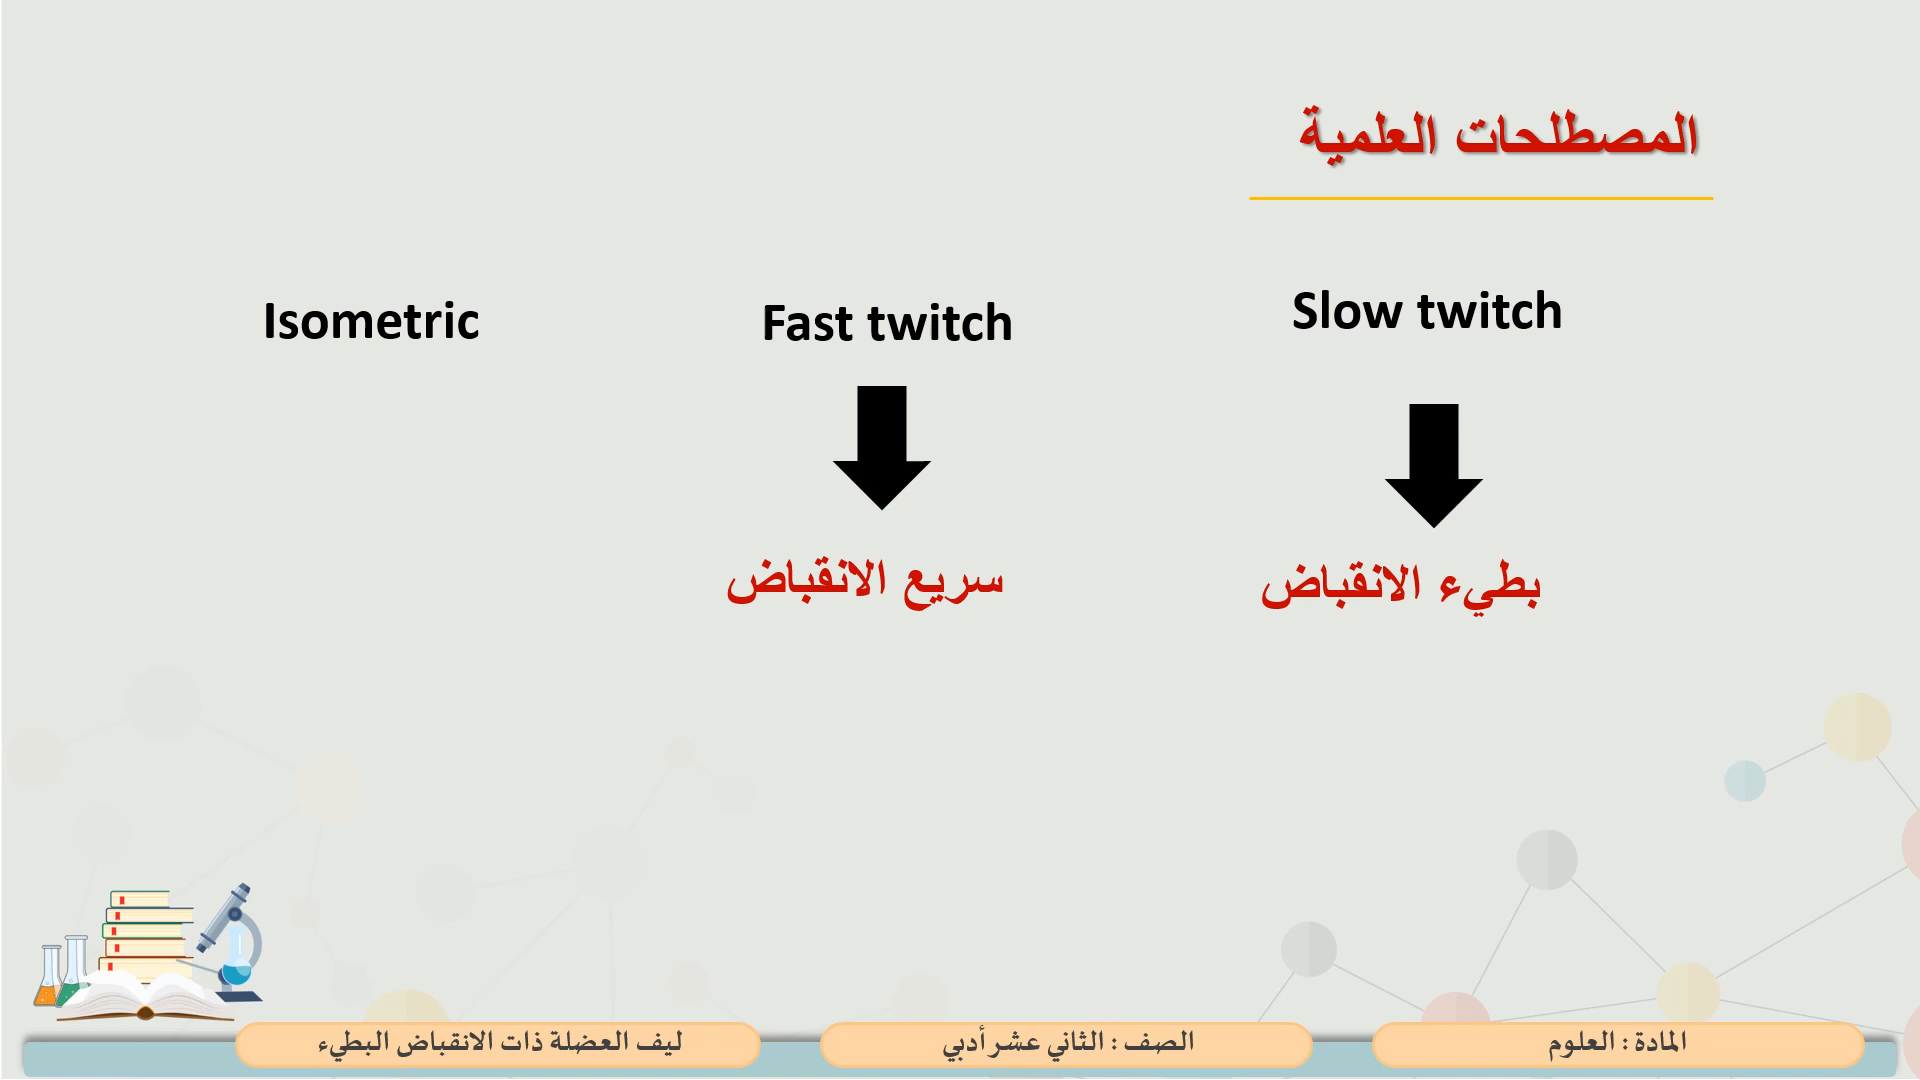 المصطلحات العلمية
Slow twitch
Fast twitch
Isometric
بطيء الانقباض
سريع الانقباض
المادة : العلوم
الصف : الثاني عشر أدبي
ليف العضلة ذات الانقباض البطيء